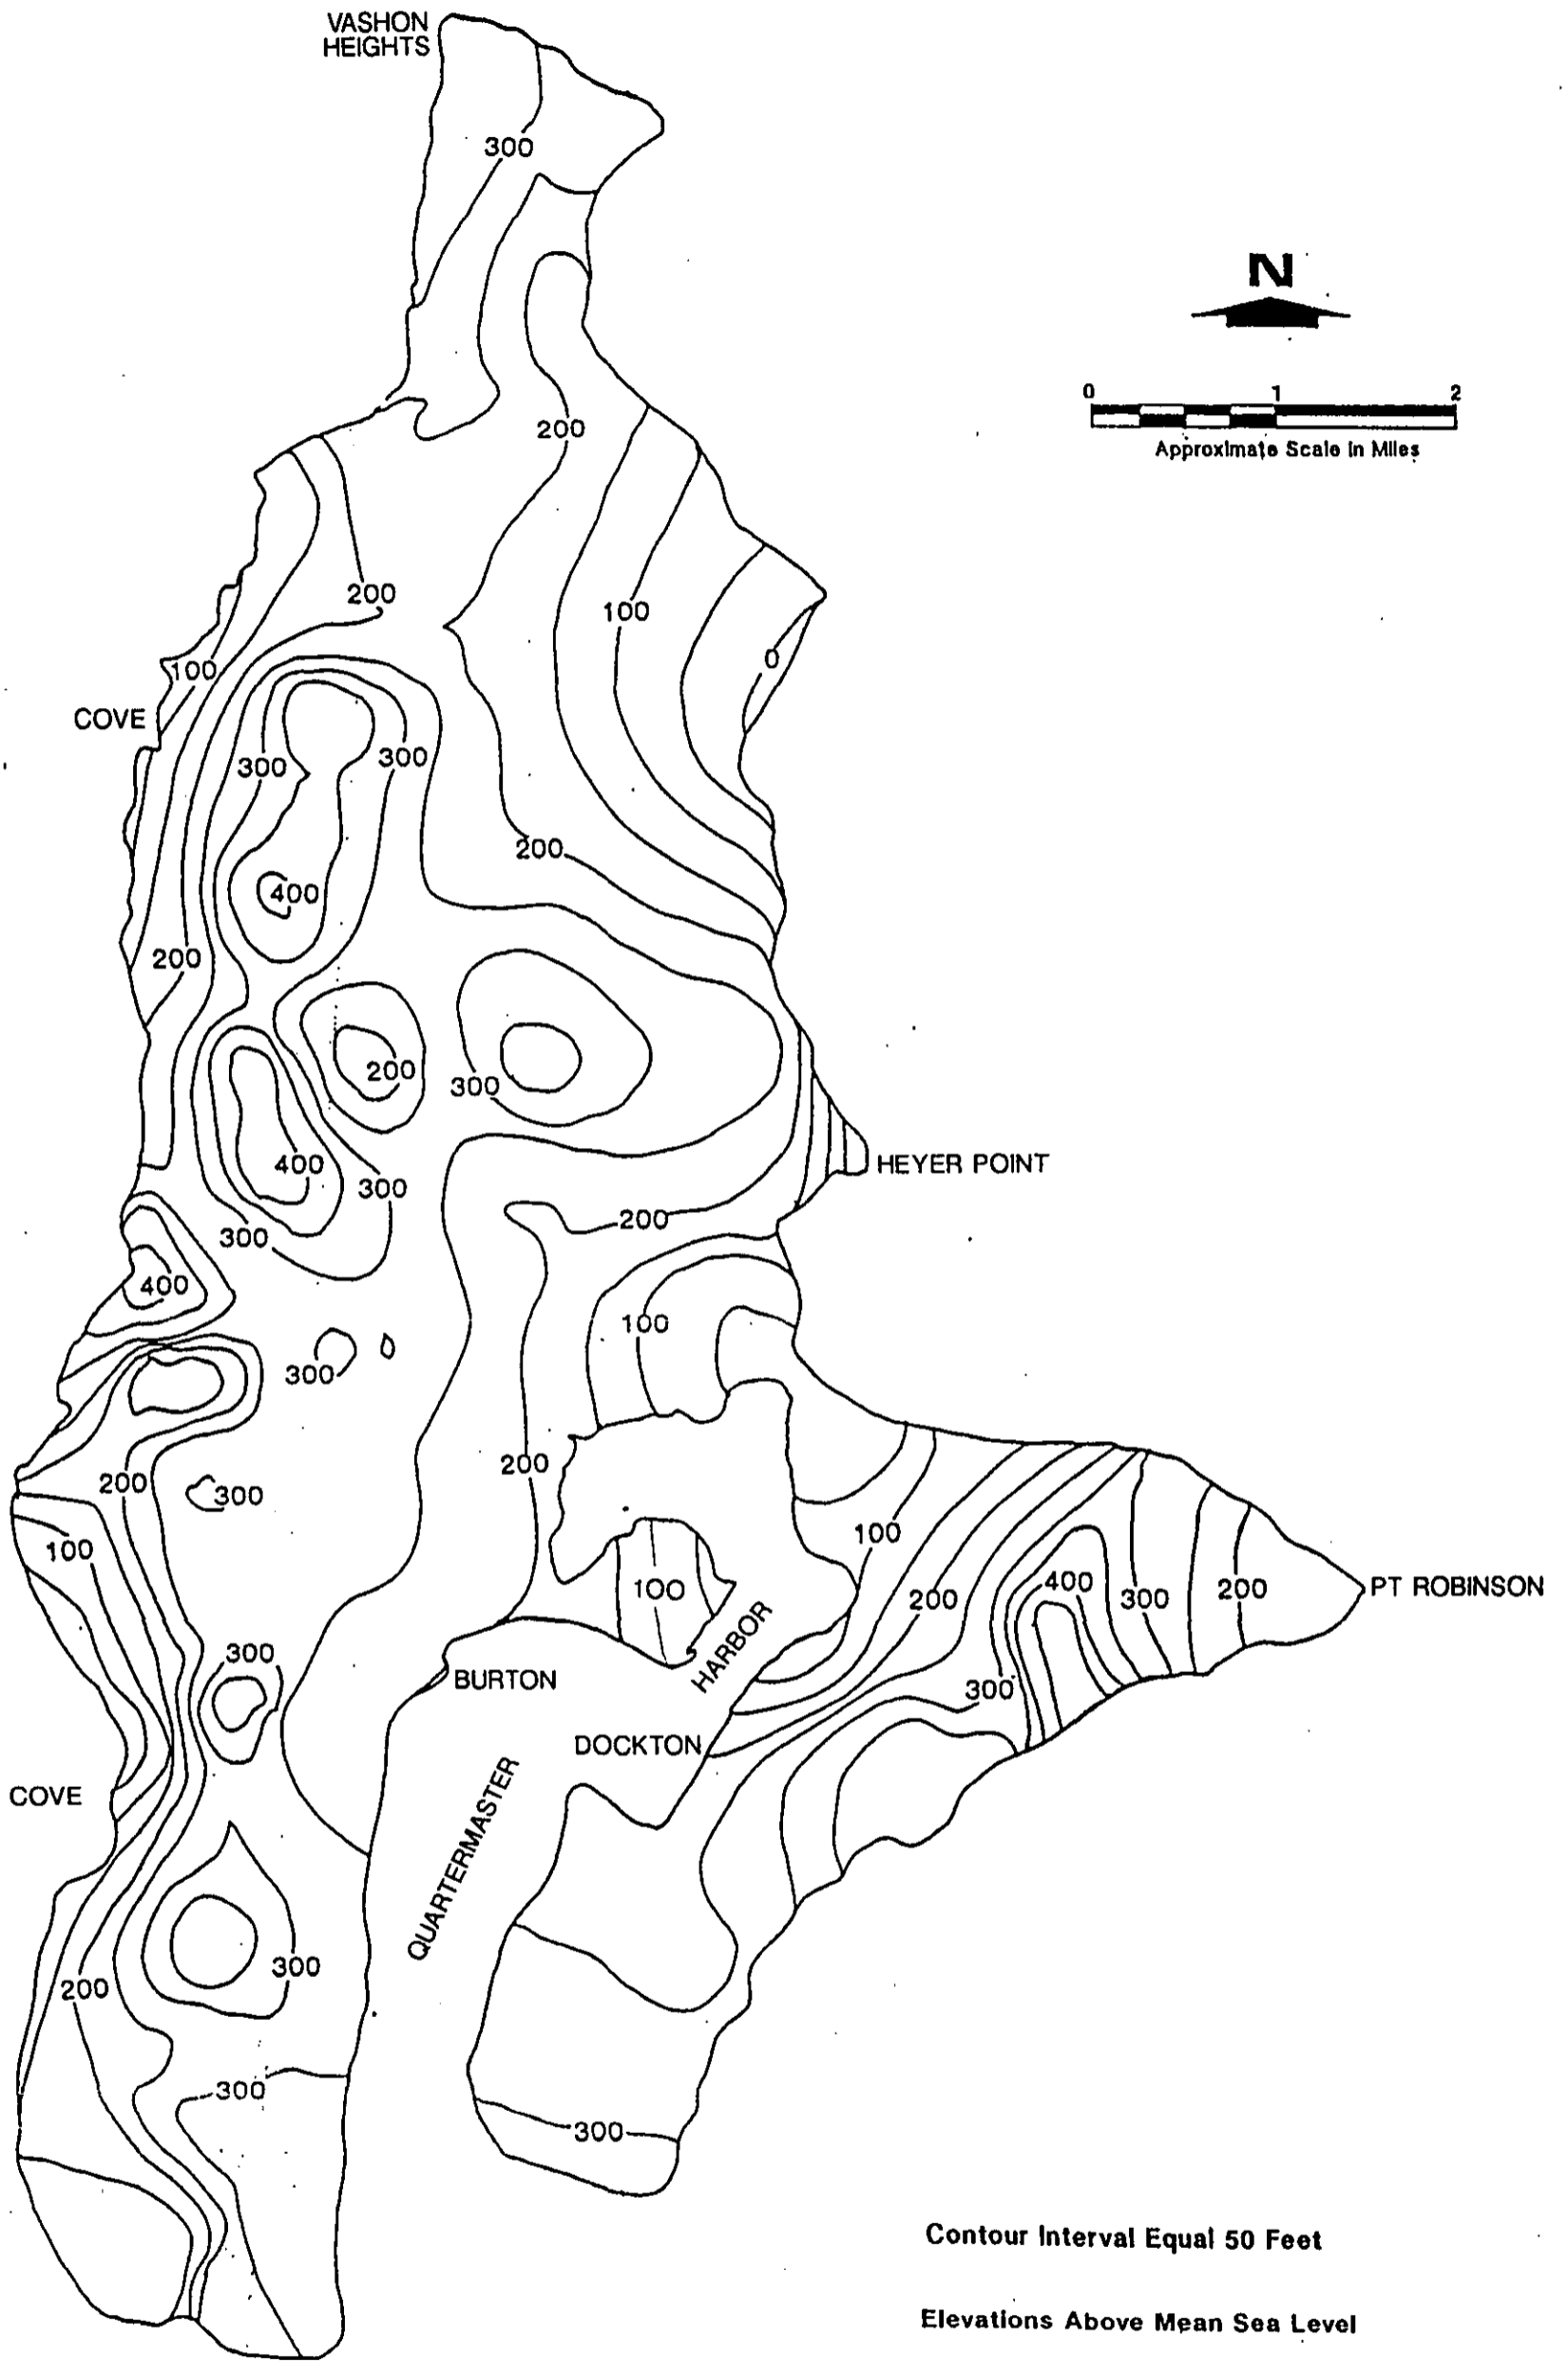 VASHON
HEIGHTS
300
N
0 1 2
Approximate Scale in Miles
200
200
100
100
0
COVE
300
300
200
400
200
200
300
400
HEYER POINT
300
200
300
400
100
300
200
200
300
100
100
100
400
200
300
200
PT ROBINSON
300
BURTON
HARBOR
300
DOCKTON
QUARTERMASTER
COVE
300
200
300
300
Contour Interval Equal 50 Feet
Elevations Above Mean Sea Level